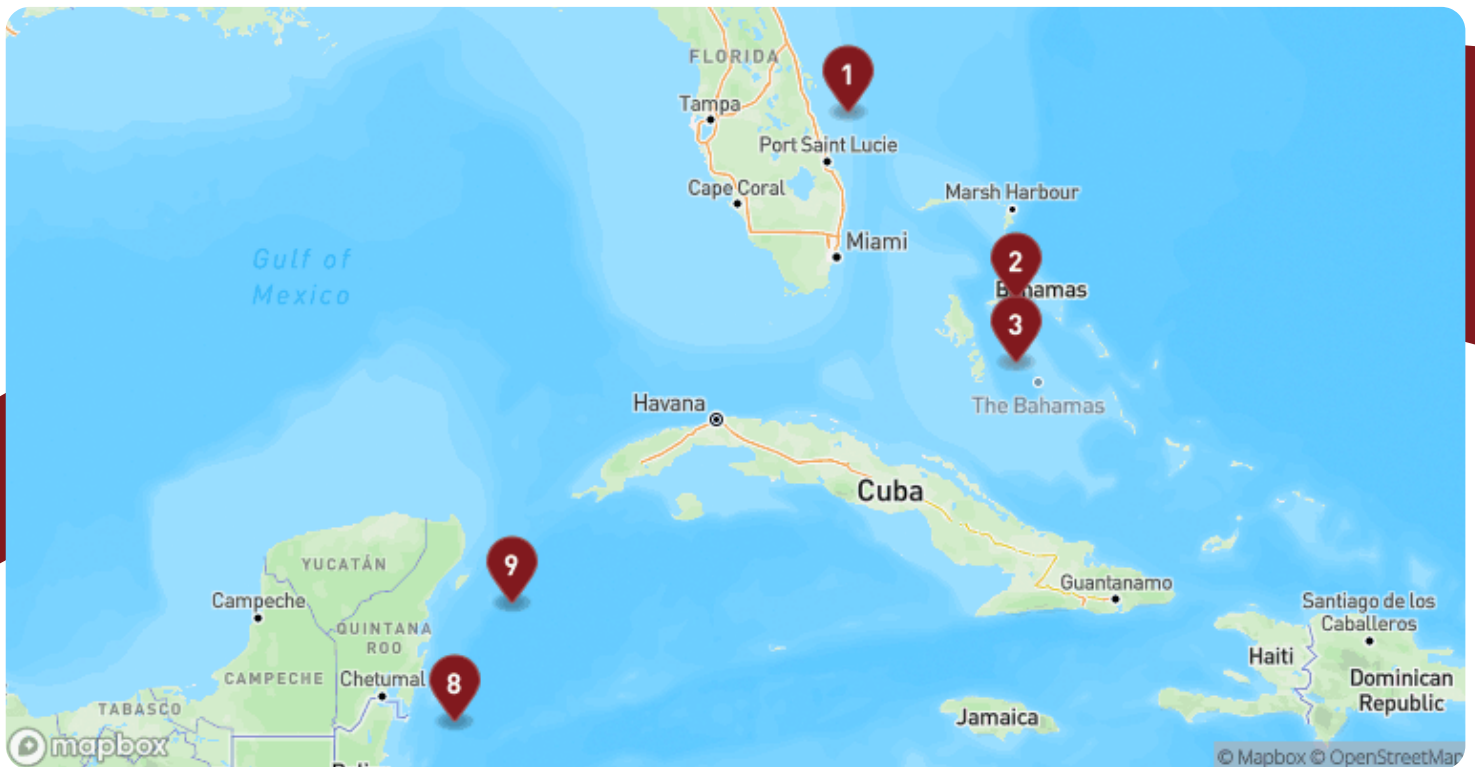 FLORIDA
1
Tampa
Port Saint Lucie
Cape Coral
Marsh Harbour
Miami
2
Gulf of
Mexico
Bahamas
3
Havana
The Bahamas
Cuba
9
YUCATÁN
Guantanamo
Campeche
Santiago de los
Caballeros
QUINTANA
ROO
Haiti
CAMPECHE
Chetumal
8
Dominican
Republic
TABASCO
Jamaica
mapbox
© Mapbox © OpenStreetMap